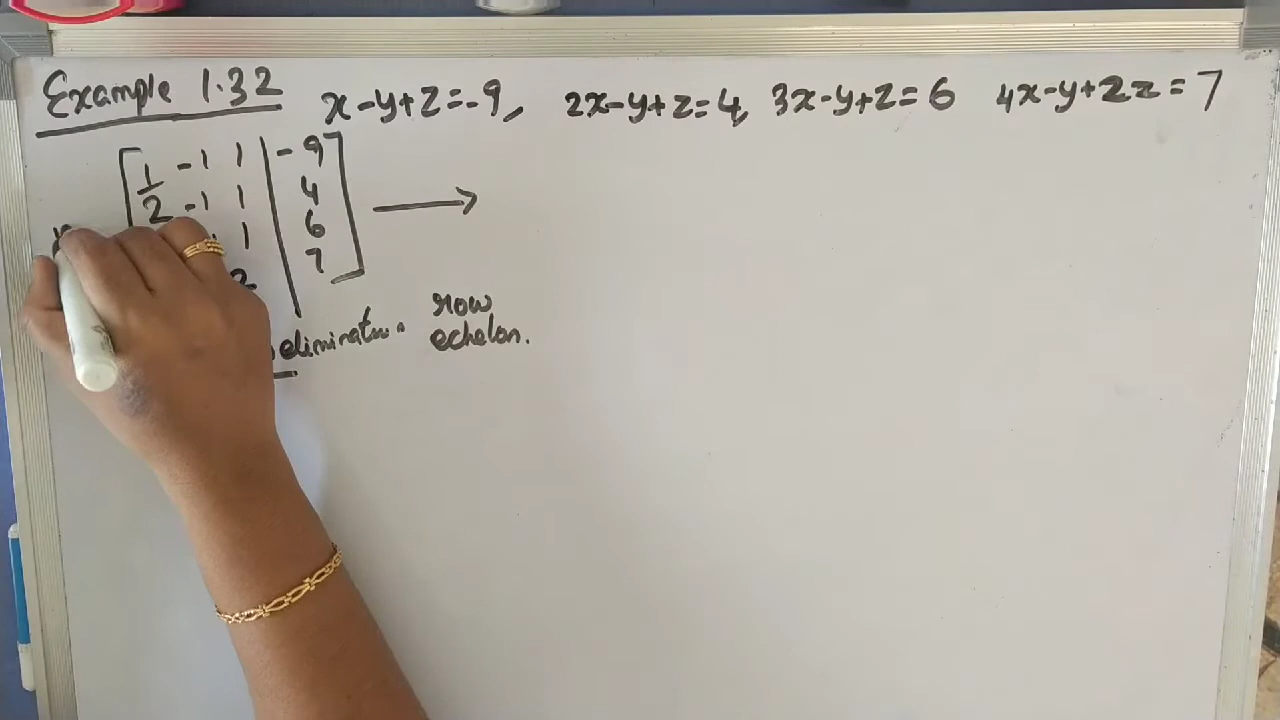 Example 1.32 x-y+z=-9, 2x-y+z=4, 3x-y+z=6 4x-y+2z=7
1 -1 1 | -9
2 -1 1 | 4
1 | 6
2 | 7
elimination row
echelon.